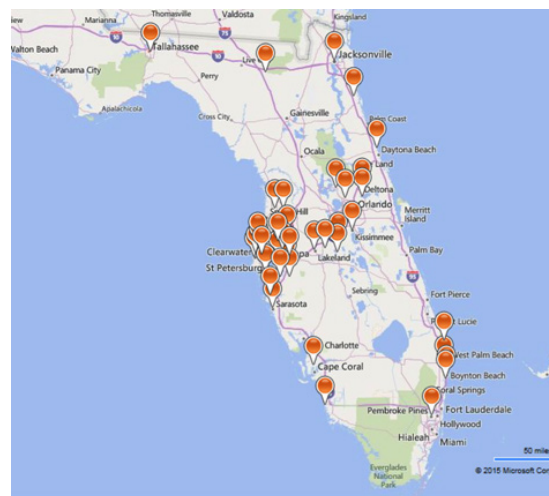 Thomasville
Valdosta
Kingsland
Marianna
Tallahassee
Live
Jacksonville
Walton Beach
Panama City
Perry
Apalachicola
Cross City
Gainesville
Palm Coast
Ocala
Daytona Beach
Land
Deltona
Hill
Orlando
Merritt
Island
Clearwater
Kissimmee
Lakeland
Palm Bay
St Petersburg
Sebring
Fort Pierce
Sarasota
Lucie
Charlotte
West Palm Beach
Cape Coral
Boynton Beach
Coral Springs
Pembroke Pines
Fort Lauderdale
Hollywood
Hialeah
Miami
Everglades
National
Park
50 mile
© 2015 Microsoft Cor